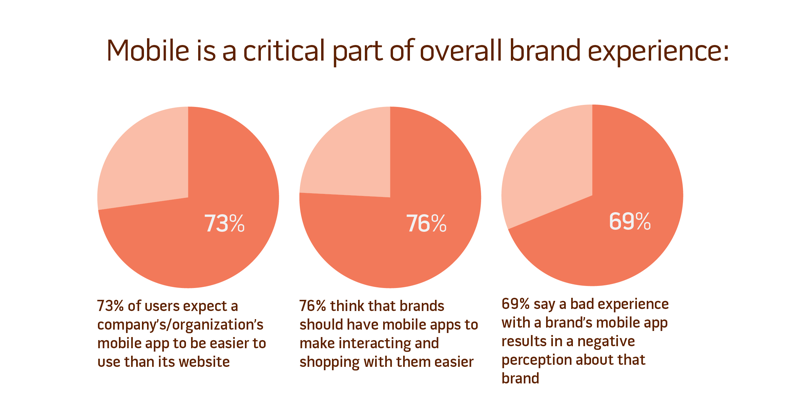 Mobile is a critical part of overall brand experience:
73%
76%
69%
73% of users expect a
company's/organization's
mobile app to be easier to
use than its website
76% think that brands
should have mobile apps to
make interacting and
shopping with them easier
69% say a bad experience
with a brand's mobile app
results in a negative
perception about that
brand